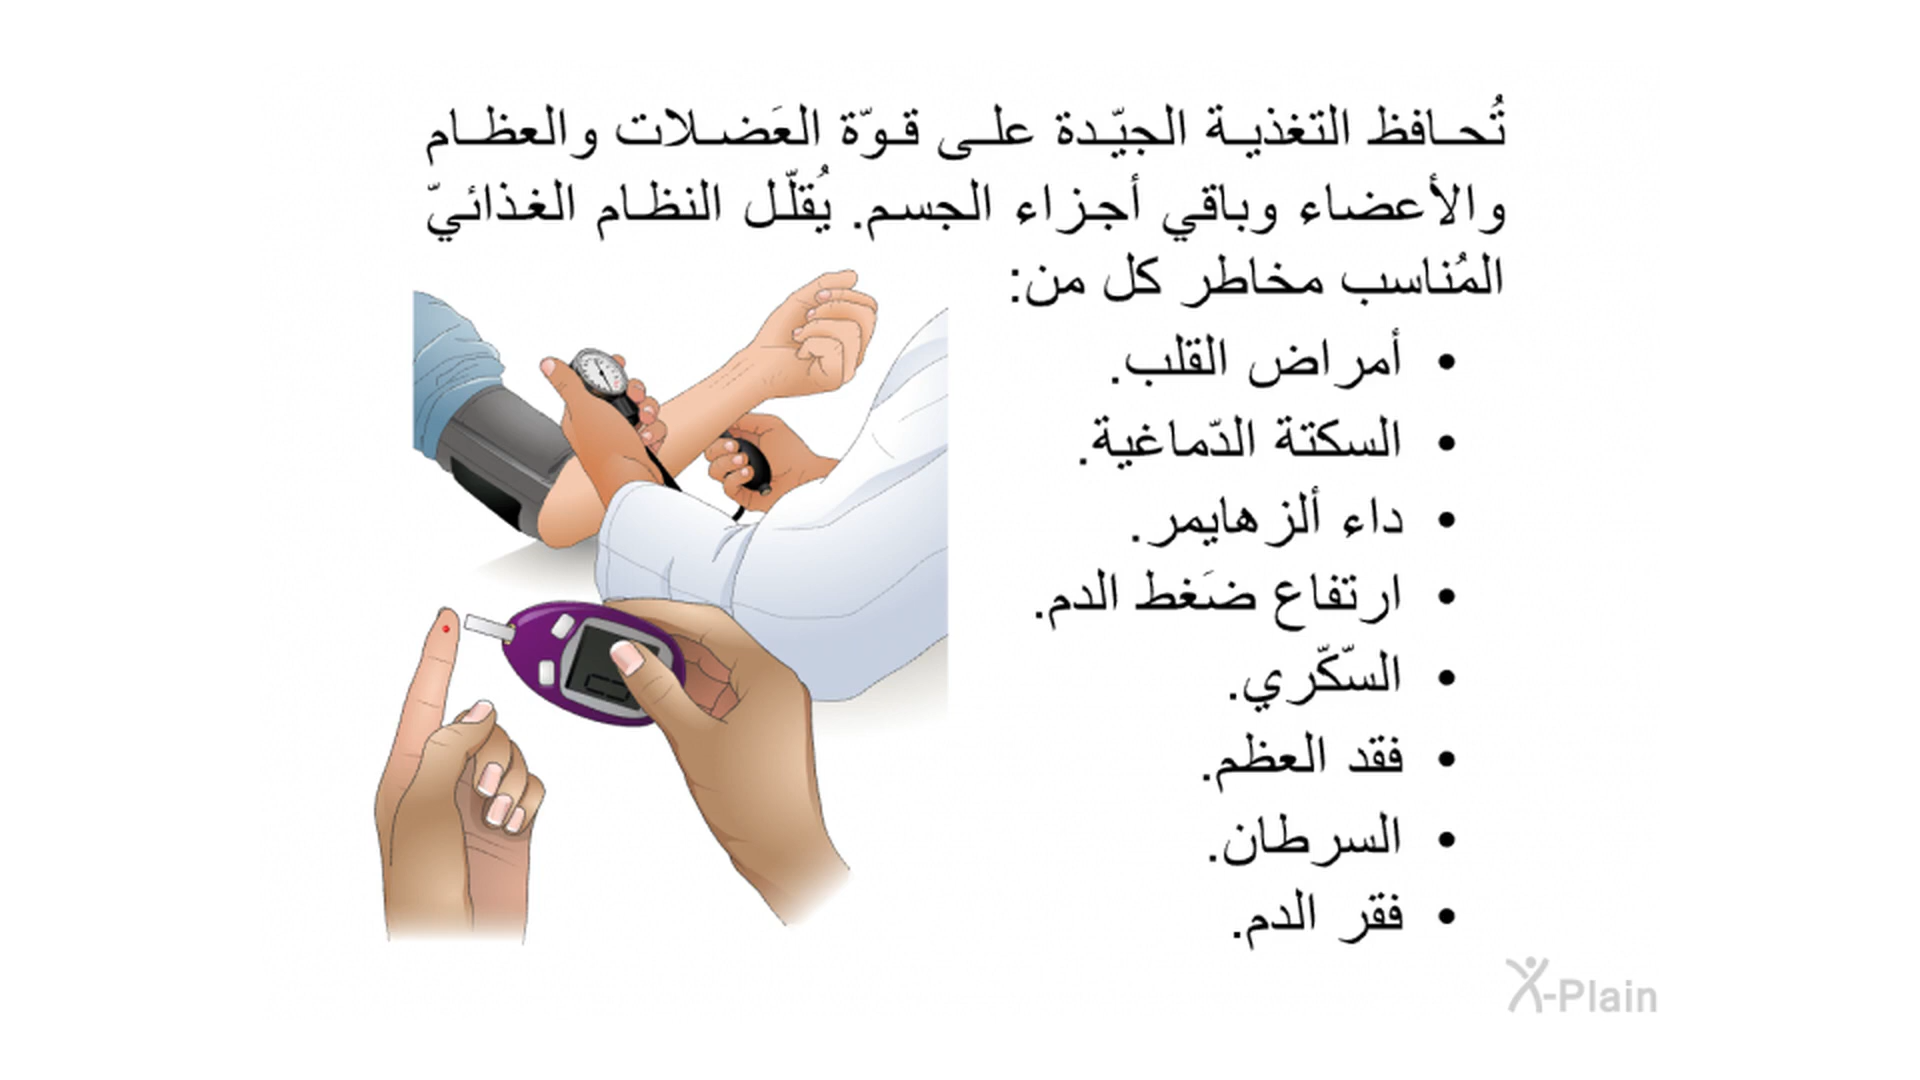 تُحافظ التغذية الجيّدة على قوّة العَضلات والعظام
والأعضاء وباقي أجزاء الجسم. يُقلّل النظام الغذائيّ
المُناسب مخاطر كل من:
• أمراض القلب.
• السكتة الدّماغية.
• داء ألزهايمر.
• ارتفاع ضَغط الدم.
• السّكّري.
• فقد العظم.
• السرطان.
• فقر الدم.
X-Plain